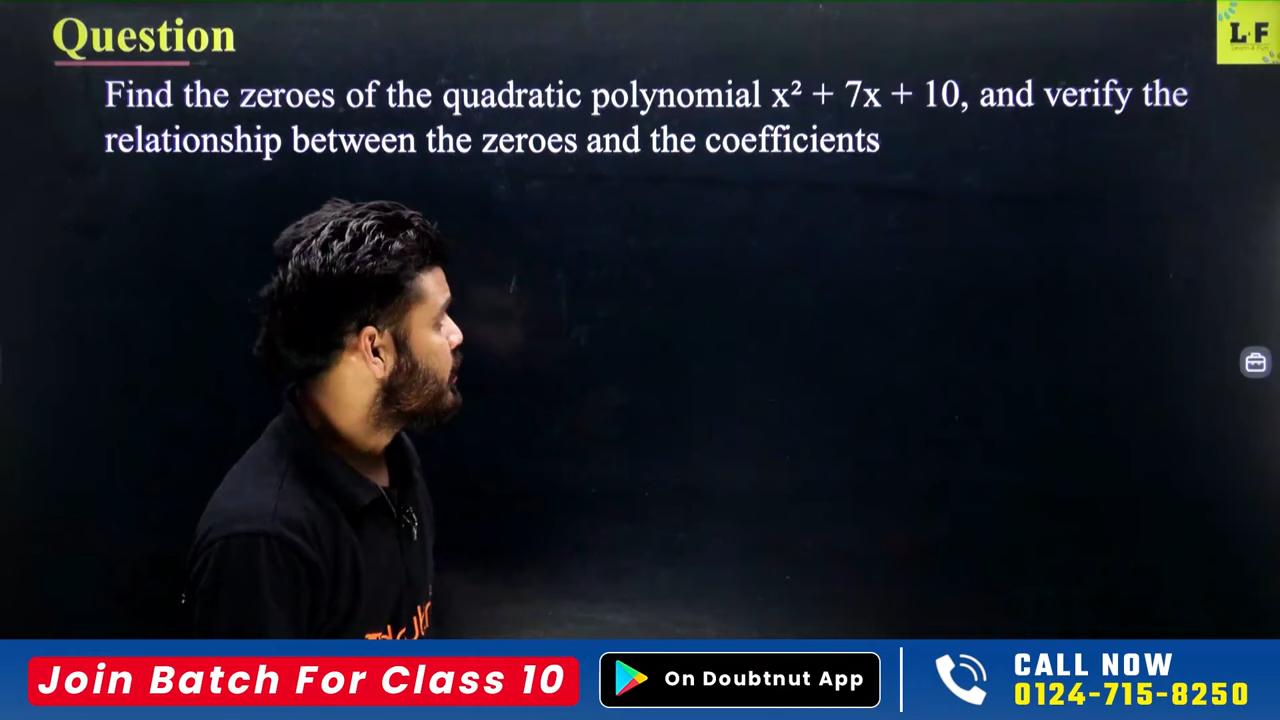 Question
L·F
Find the zeroes of the quadratic polynomial x² + 7x + 10, and verify the
relationship between the zeroes and the coefficients
Join Batch For Class 10
On Doubtnut App
CALL NOW
0124-715-8250